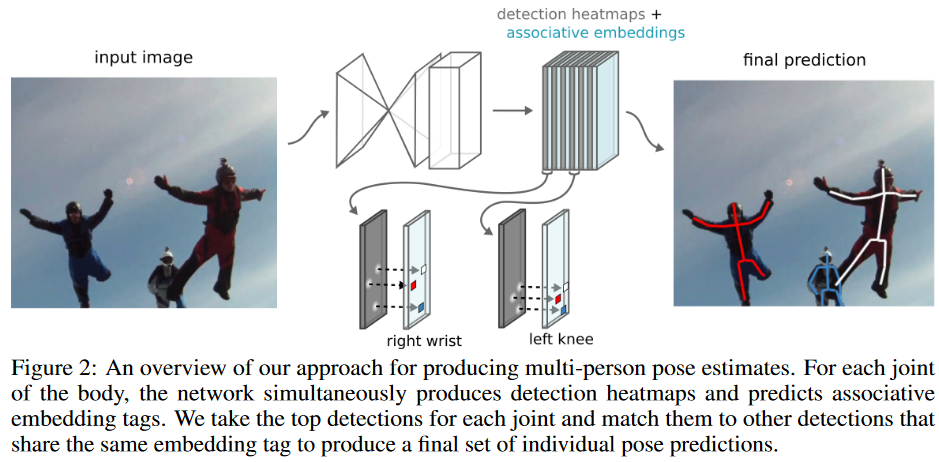 detection heatmaps +
associative embeddings
input image
final prediction
right wrist
left knee
Figure 2: An overview of our approach for producing multi-person pose estimates. For each joint
of the body, the network simultaneously produces detection heatmaps and predicts associative
embedding tags. We take the top detections for each joint and match them to other detections that
share the same embedding tag to produce a final set of individual pose predictions.